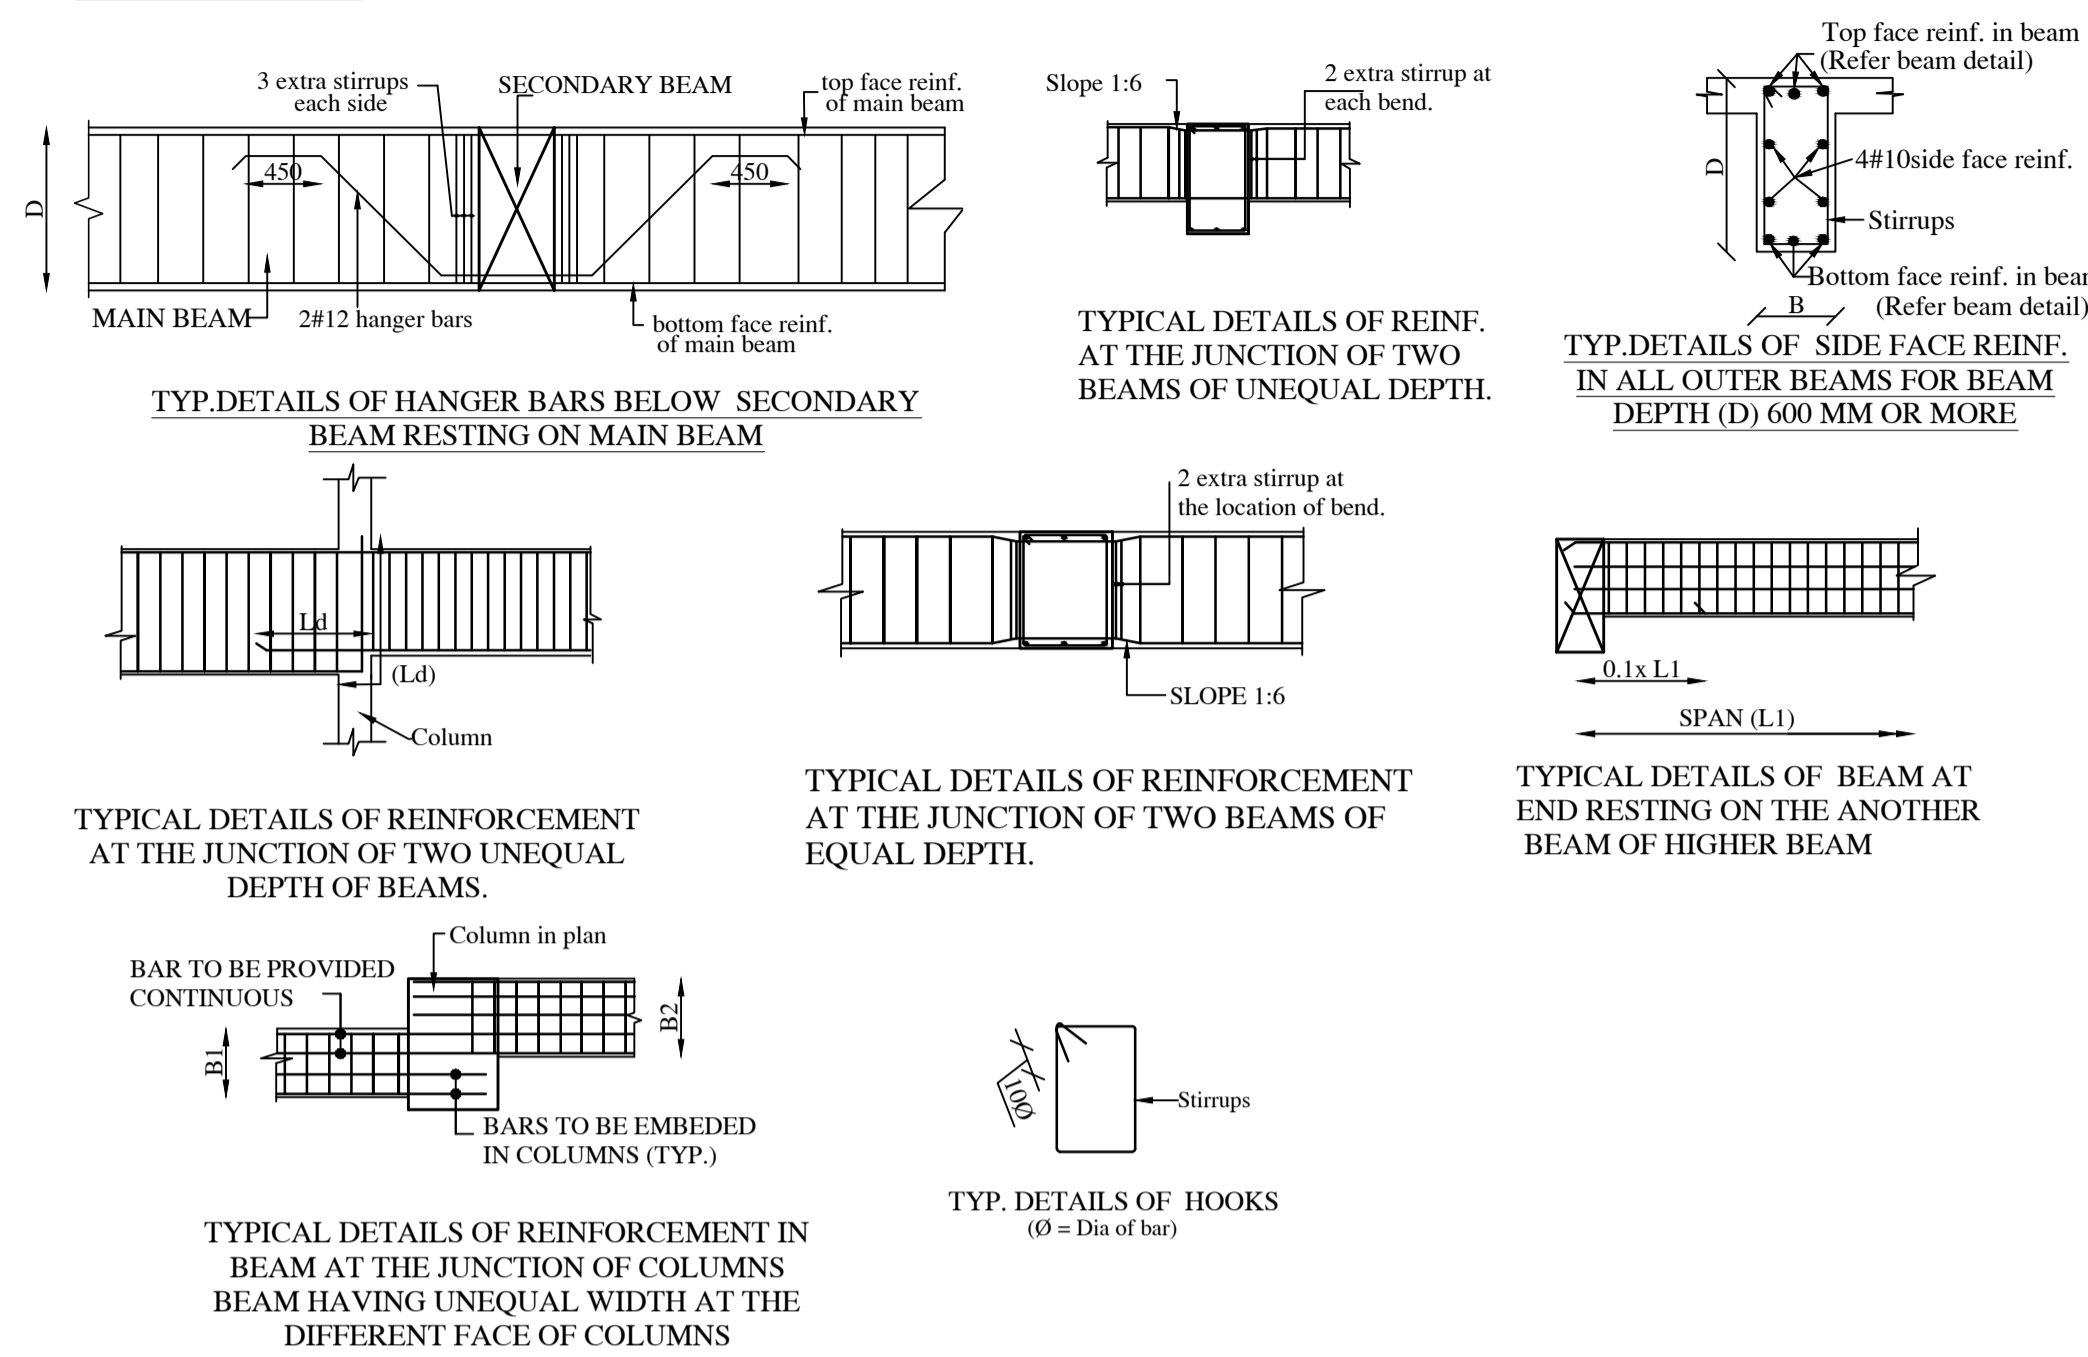 3 extra stirrups
each side
SECONDARY BEAM
top face reinf.
of main beam
450
450
D
MAIN BEAM
2#12 hanger bars
bottom face reinf.
of main beam
TYP.DETAILS OF HANGER BARS BELOW SECONDARY
BEAM RESTING ON MAIN BEAM
Slope 1:6
2 extra stirrup at
each bend.
TYPICAL DETAILS OF REINF.
AT THE JUNCTION OF TWO
BEAMS OF UNEQUAL DEPTH.
Top face reinf. in beam
(Refer beam detail)
D
4#10side face reinf.
Stirrups
Bottom face reinf. in
B
(Refer beam detail)
TYP.DETAILS OF SIDE FACE REINF.
IN ALL OUTER BEAMS FOR BEAM
DEPTH (D) 600 MM OR MORE
Ld
(Ld)
Column
TYPICAL DETAILS OF REINFORCEMENT
AT THE JUNCTION OF TWO UNEQUAL
DEPTH OF BEAMS.
2 extra stirrup at
the location of bend.
SLOPE 1:6
TYPICAL DETAILS OF REINFORCEMENT
AT THE JUNCTION OF TWO BEAMS OF
EQUAL DEPTH.
0.1x L1
SPAN (L1)
TYPICAL DETAILS OF BEAM AT
END RESTING ON THE ANOTHER
BEAM OF HIGHER BEAM
Column in plan
BAR TO BE PROVIDED
CONTINUOUS
B1
B2
BARS TO BE EMBEDED
IN COLUMNS (TYP.)
TYPICAL DETAILS OF REINFORCEMENT IN
BEAM AT THE JUNCTION OF COLUMNS
BEAM HAVING UNEQUAL WIDTH AT THE
DIFFERENT FACE OF COLUMNS
10Ø
Stirrups
TYP. DETAILS OF HOOKS
(Ø = Dia of bar)